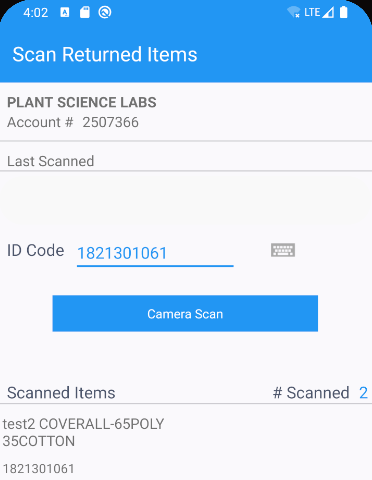 4:02
LTE
Scan Returned Items
PLANT SCIENCE LABS
Account # 2507366
Last Scanned
ID Code 1821301061
Camera Scan
Scanned Items # Scanned 2
test2 COVERALL-65POLY
35COTTON
1821301061